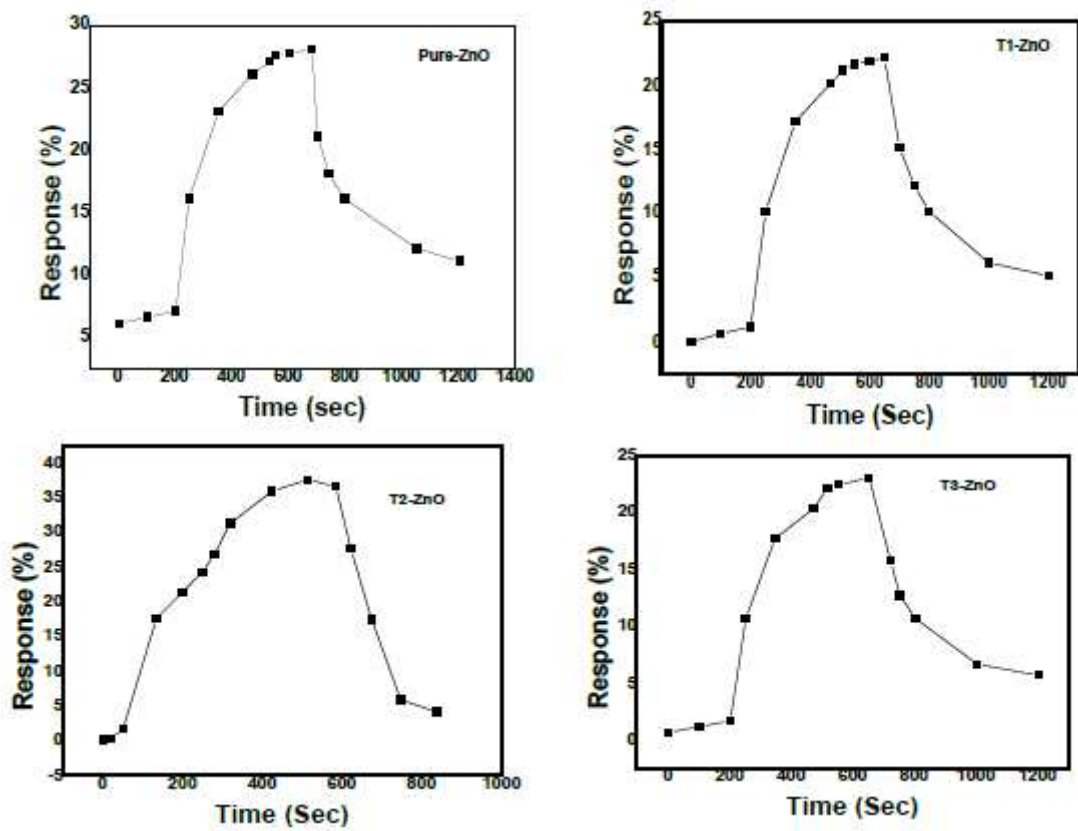 30
25
20
15
10
5
Response (%)
Pure-ZnO
0 200 400 600 800 1000 1200 1400
Time (sec)
25
20
15
10
5
0
Response (%)
T1-ZnO
0 200 400 600 800 1000 1200
Time (Sec)
40
35
30
25
20
15
10
5
0
-5
Response (%)
T2-ZnO
0 200 400 600 800 1000
Time (Sec)
25
20
15
10
5
0
Response (%)
T3-ZnO
0 200 400 600 800 1000 1200
Time (Sec)